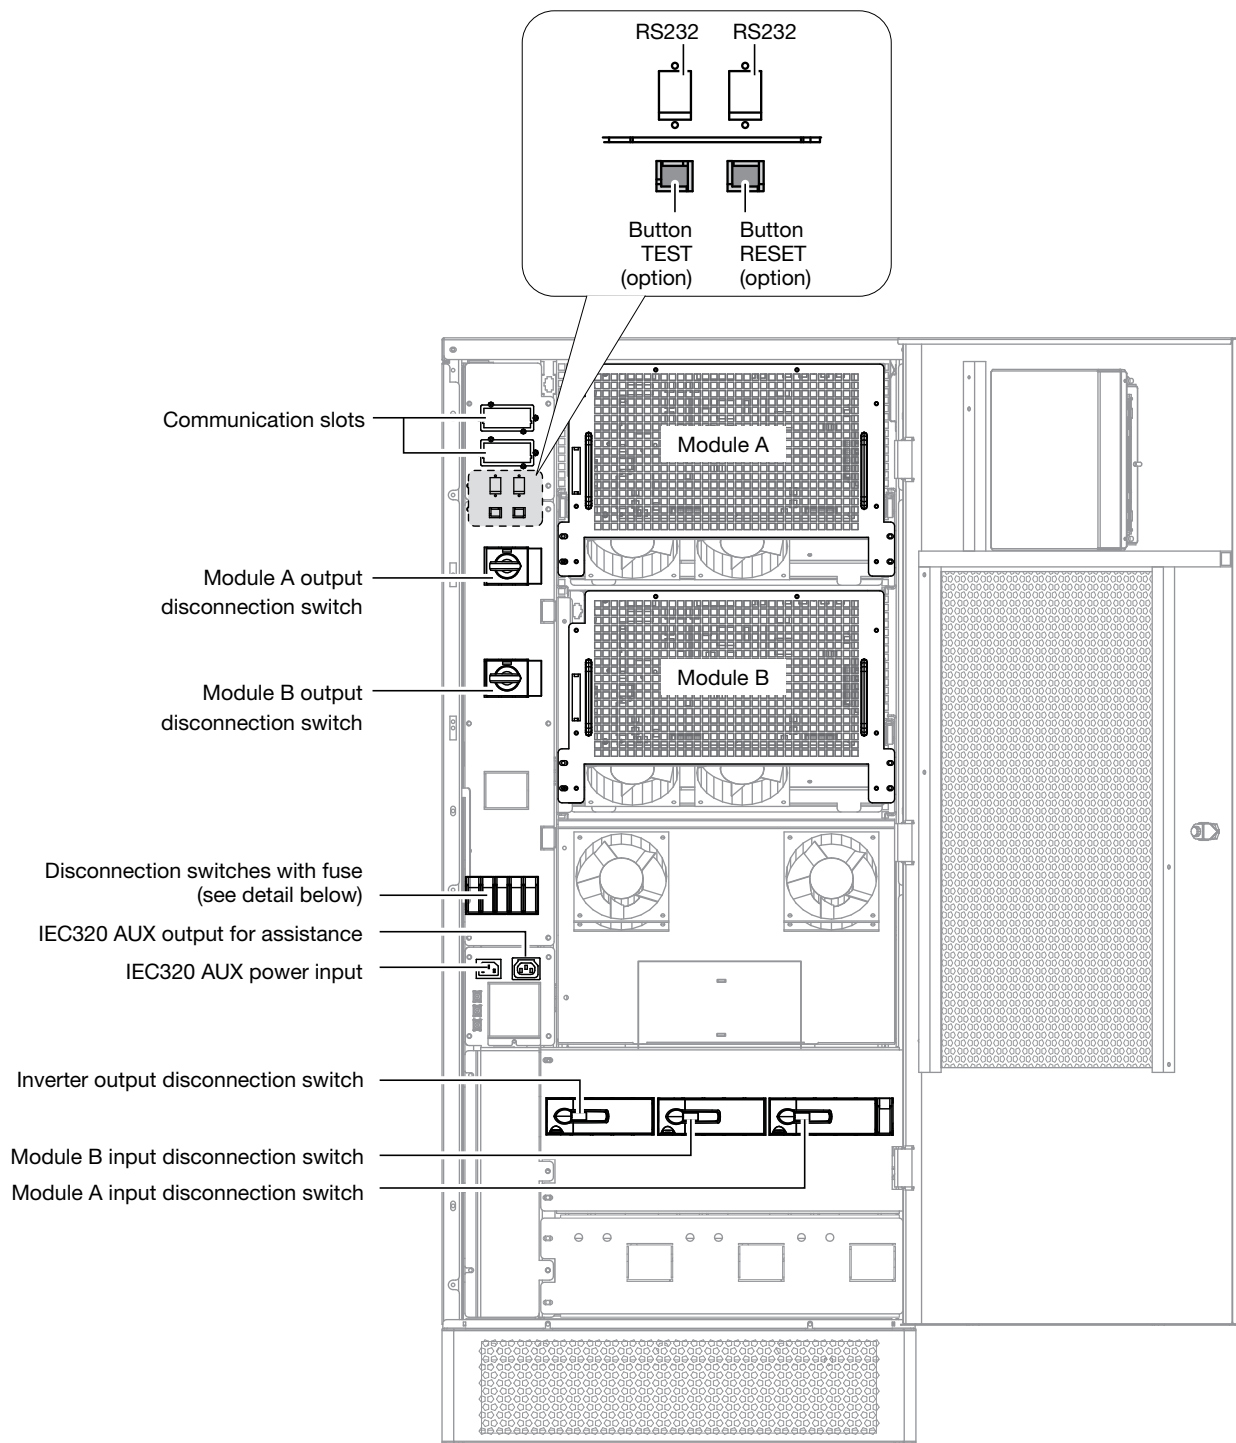 RS232 RS232
Button
TEST
(option)
Button
RESET
(option)
Communication slots
Module A
Module A output
disconnection switch
Module B
Module B output
disconnection switch
Disconnection switches with fuse
(see detail below)
IEC320 AUX output for assistance
IEC320 AUX power input
Inverter output disconnection switch
Module B input disconnection switch
Module A input disconnection switch